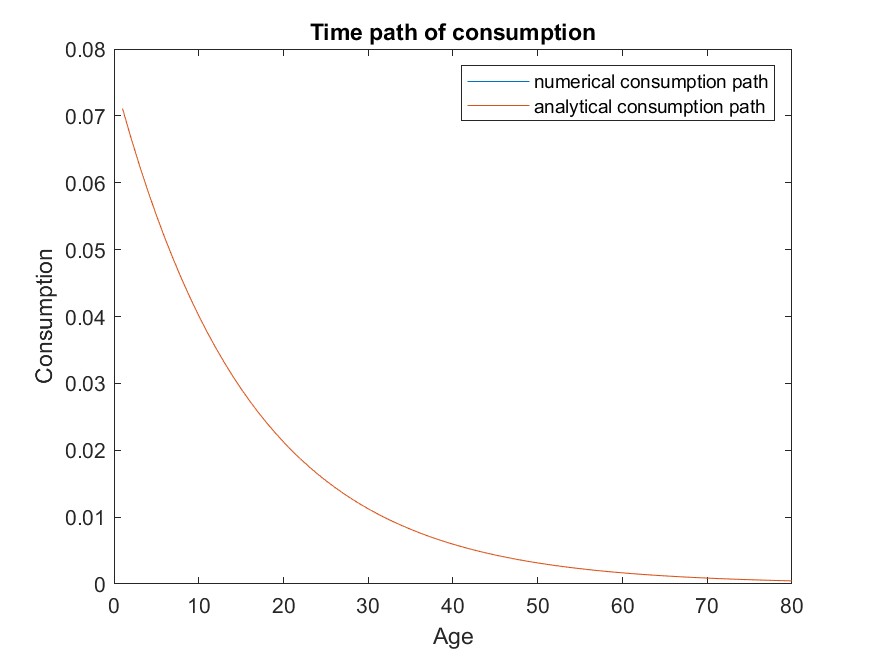 Time path of consumption
numerical consumption path
analytical consumption path
0.08
0.07
0.06
0.05
0.04
0.03
0.02
0.01
0
Consumption
0 10 20 30 40 50 60 70 80
Age